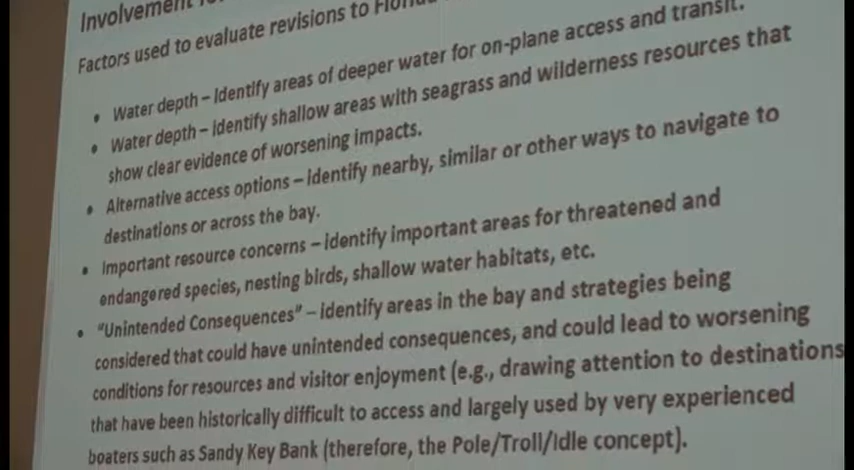 Involvement
Factors used to evaluate revisions to
• Water depth – Identify areas of deeper water for on-plane access and transit.
• Water depth – identify shallow areas with seagrass and wilderness resources that
show clear evidence of worsening impacts.
• Alternative access options – identify nearby, similar or other ways to navigate to
destinations or across the bay.
• Important resource concerns – identify important areas for threatened and
endangered species, nesting birds, shallow water habitats, etc.
• "Unintended Consequences" – identify areas in the bay and strategies being
considered that could have unintended consequences, and could lead to worsening
conditions for resources and visitor enjoyment (e.g., drawing attention to destinations
that have been historically difficult to access and largely used by very experienced
boaters such as Sandy Key Bank (therefore, the Pole/Troll/Idle concept).